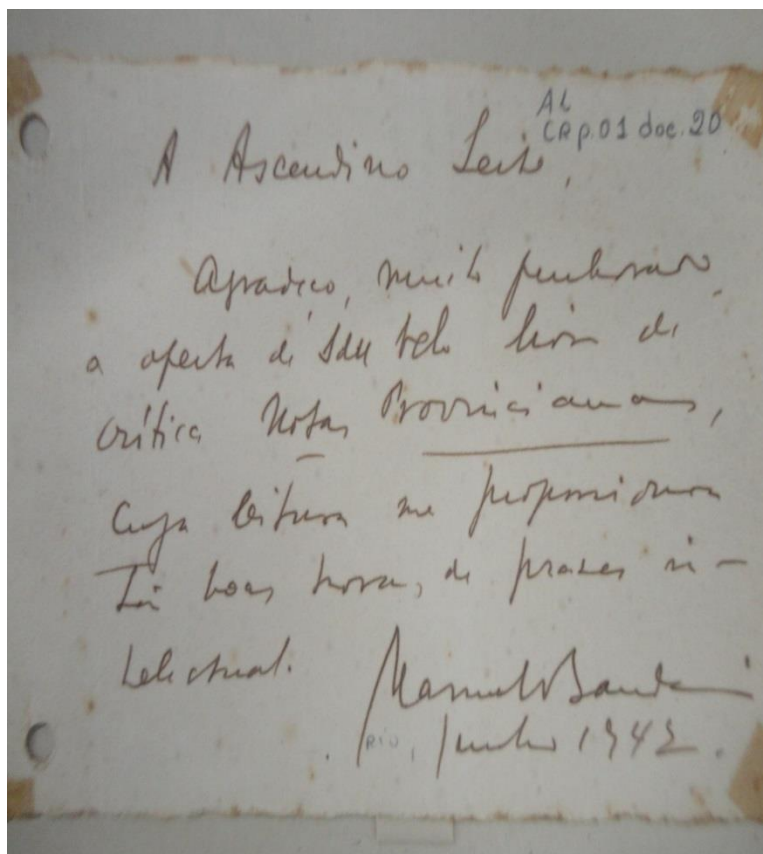 AL
CRP.01 doc.20
A Ascendino Leite,
Agradeço, muito penhorado,
a oferta de seu belo livro de
crítica Notas Provincianas,
cuja leitura me proporcionou
tão boas horas, de prazer in-
telectual.
Manuel Bandeira
Rio, Junho 1942.